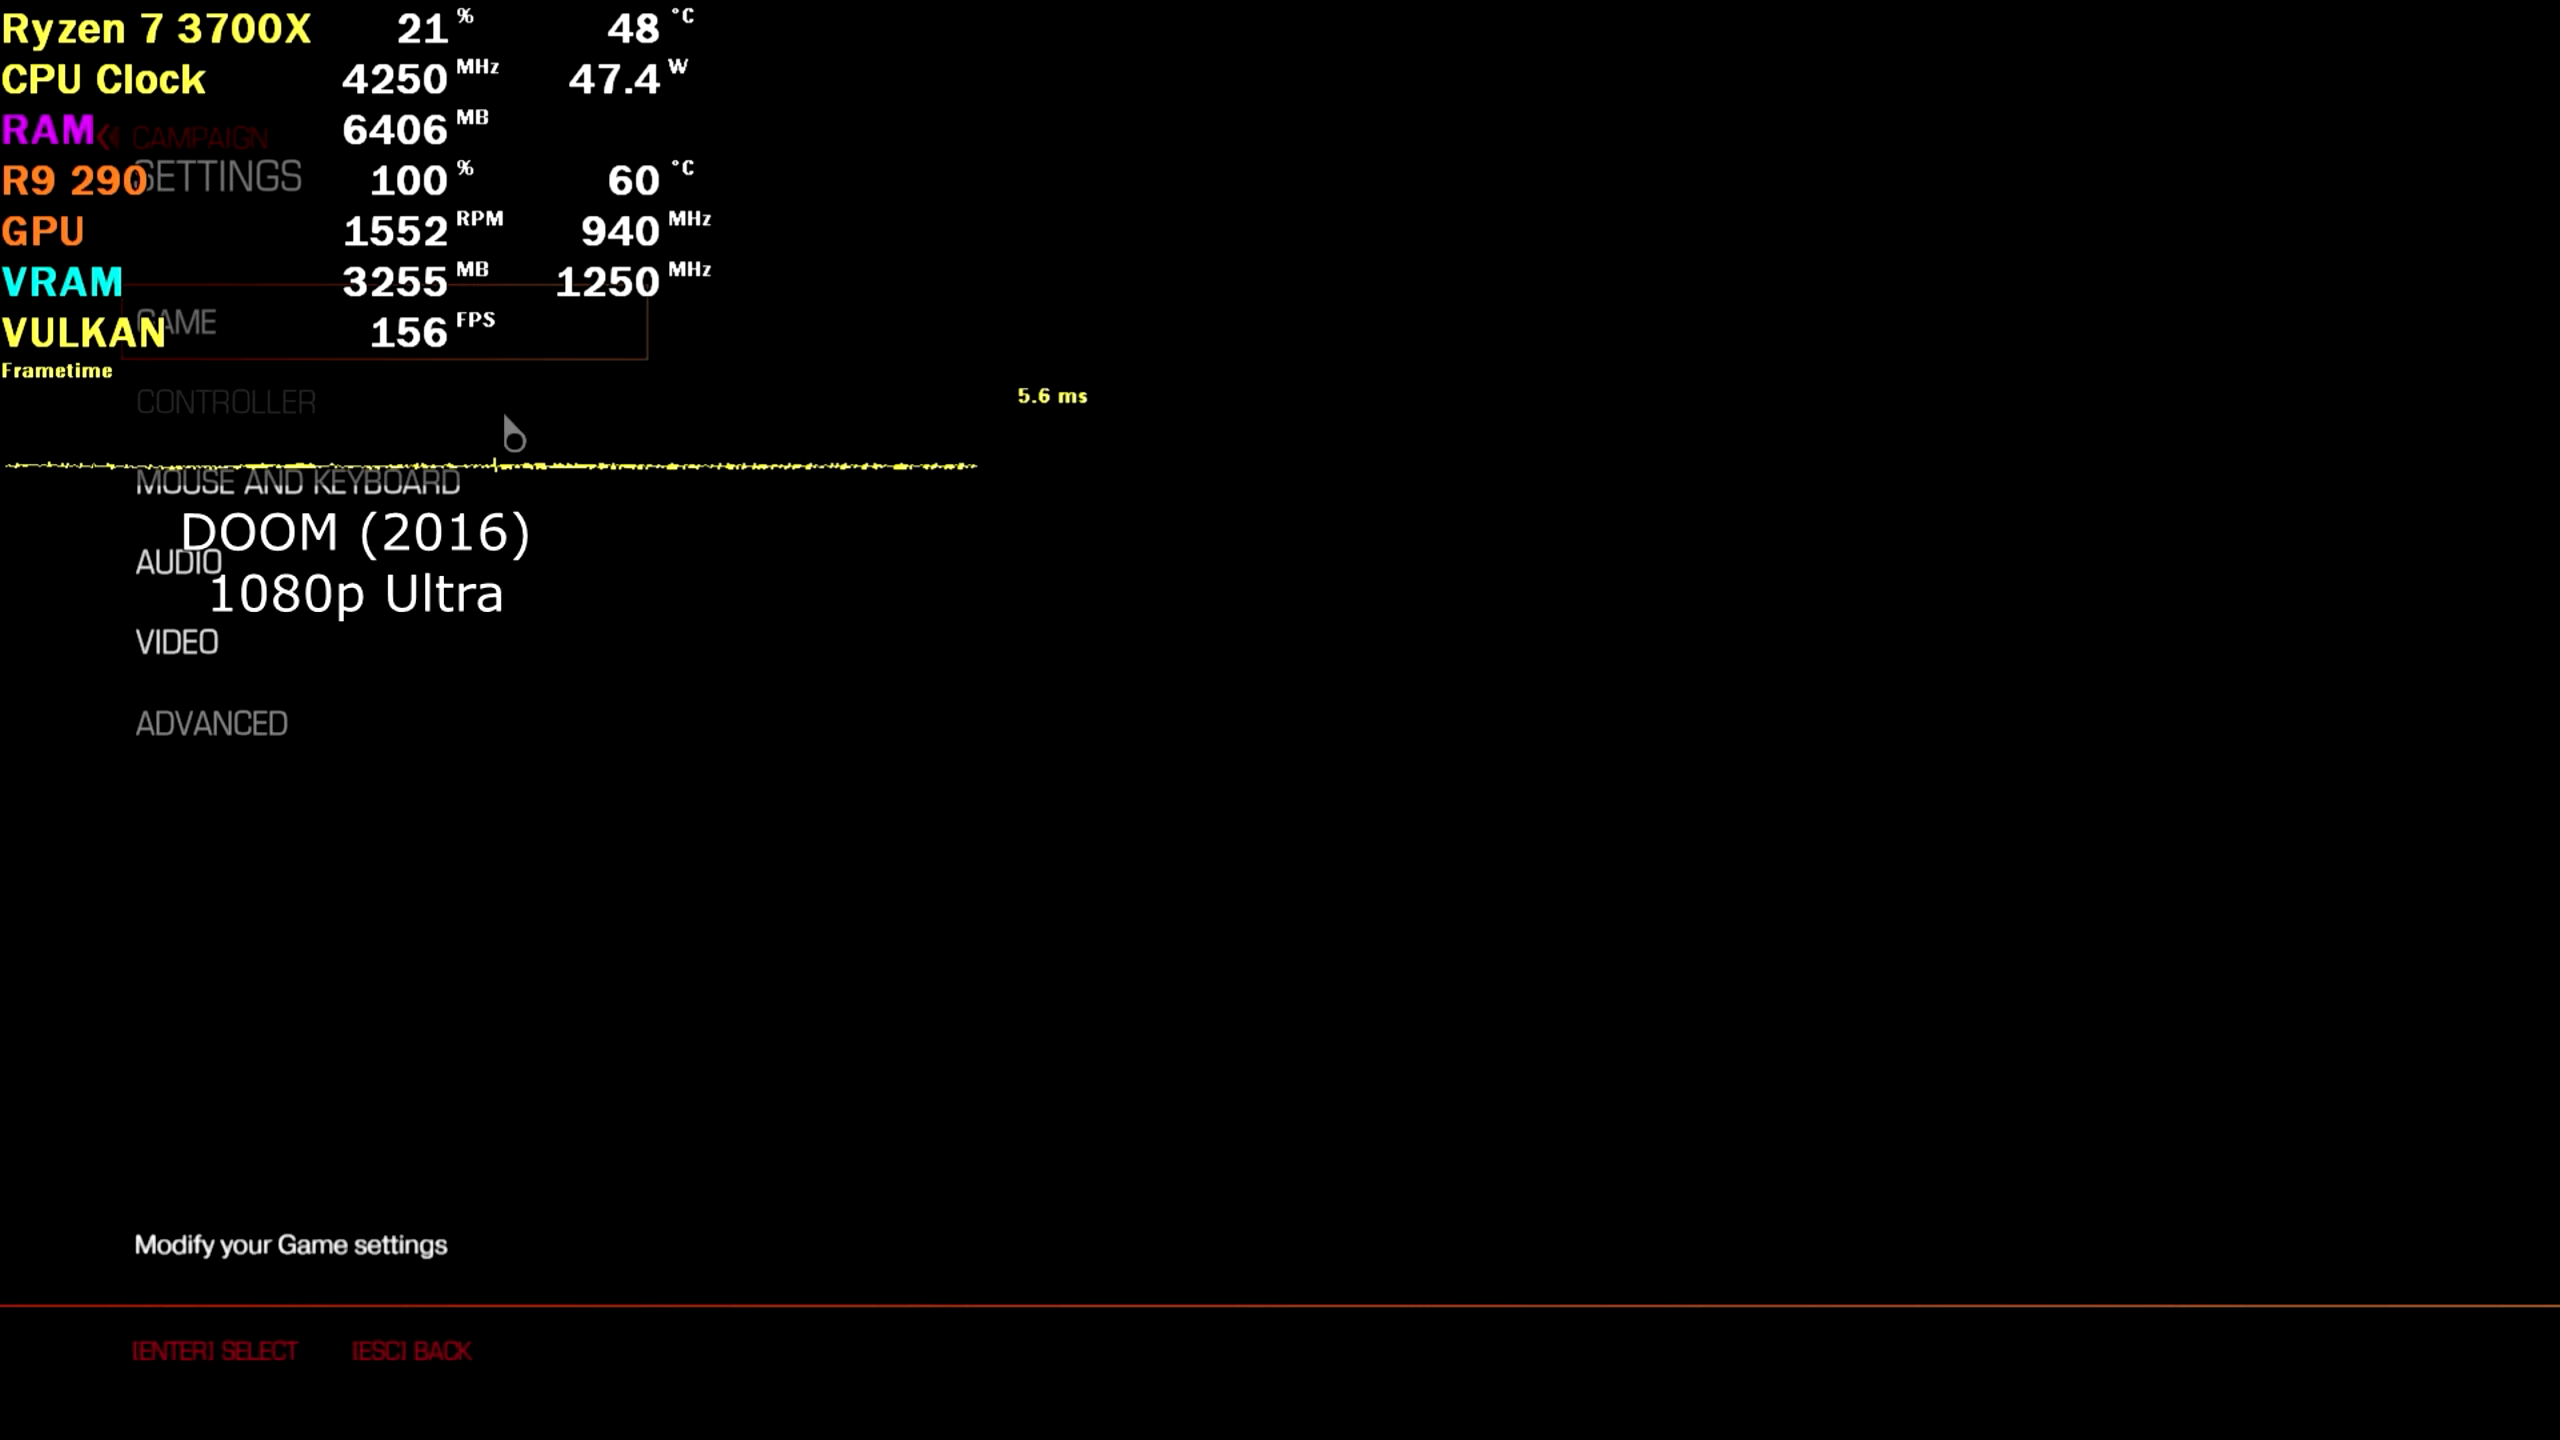 Ryzen 7 3700X 21 % 48 °C
CPU Clock 4250 MHz 47.4 W
RAM 6406 MB
CAMPAIGN
R9 290 100 % 60 °C
SETTINGS
GPU 1552 RPM 940 MHz
VRAM 3255 MB 1250 MHz
GAME
VULKAN 156 FPS
Frametime
5.6 ms
CONTROLLER
MOUSE AND KEYBOARD
DOOM (2016)
AUDIO
1080p Ultra
VIDEO
ADVANCED
Modify your Game settings
[ENTER] SELECT [ESC] BACK